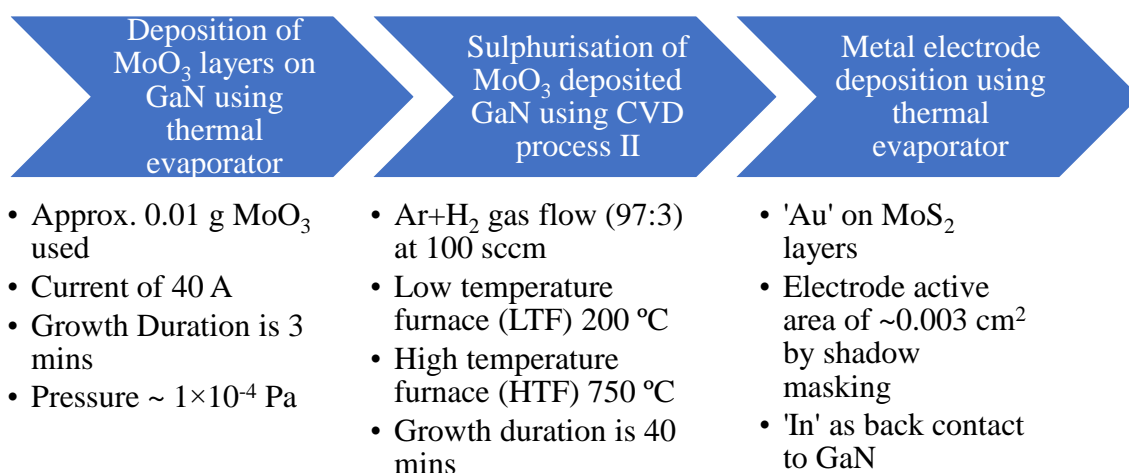 Deposition of
MoO₃ layers on
GaN using
thermal
evaporator
• Approx. 0.01 g MoO₃
used
• Current of 40 A
• Growth Duration is 3
mins
• Pressure ~ 1×10⁻⁴ Pa
Sulphurisation of
MoO₃ deposited
GaN using CVD
process II
• Ar+H₂ gas flow (97:3)
at 100 sccm
• Low temperature
furnace (LTF) 200 ºC
• High temperature
furnace (HTF) 750 ºC
• Growth duration is 40
mins
Metal electrode
deposition using
thermal
evaporator
• 'Au' on MoS₂
layers
• Electrode active
area of ~0.003 cm²
by shadow
masking
• 'In' as back contact
to GaN